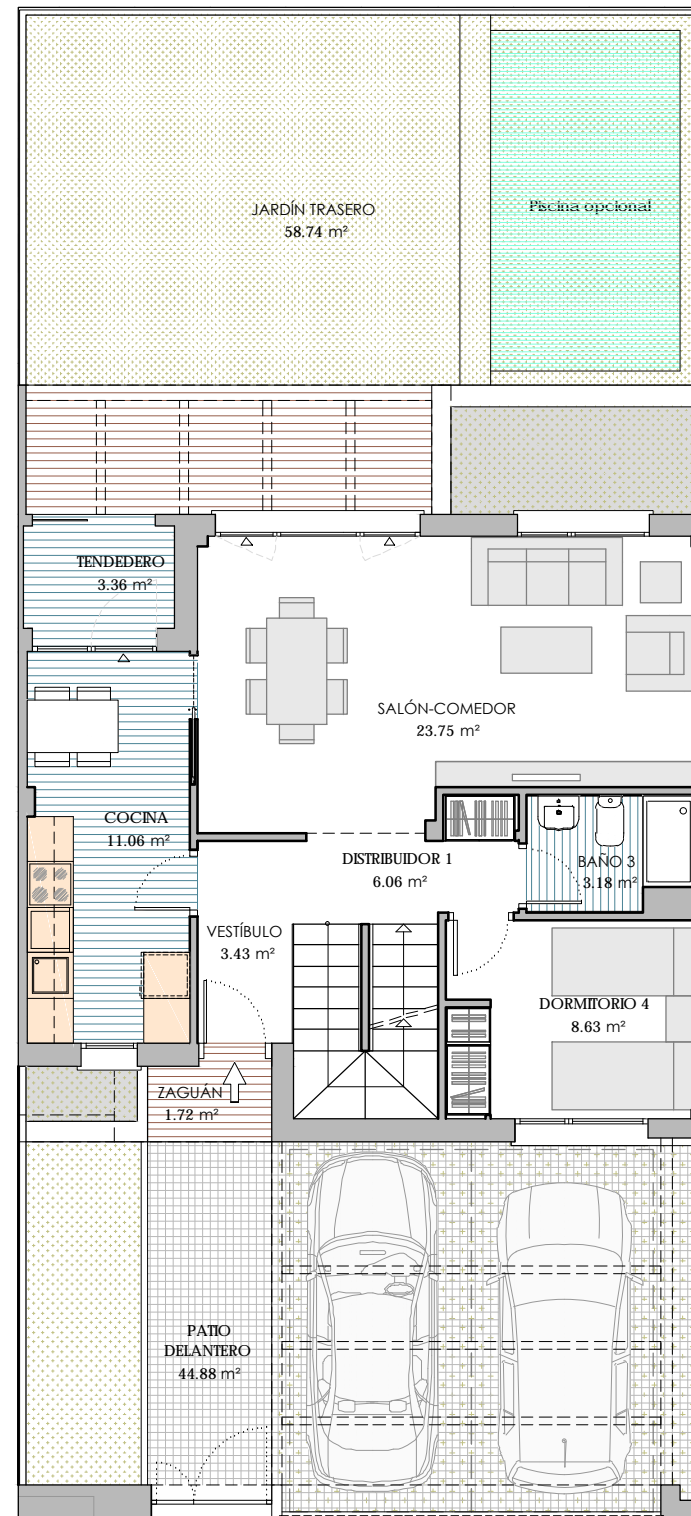 JARDÍN TRASERO
58.74 m²
Piscina opcional
TENDEDERO
3.36 m²
SALÓN-COMEDOR
23.75 m²
COCINA
11.06 m²
DISTRIBUIDOR 1
6.06 m²
BAÑO 3
3.18 m²
VESTÍBULO
3.43 m²
DORMITORIO 4
8.63 m²
ZAGUÁN
1.72 m²
PATIO
DELANTERO
44.88 m²